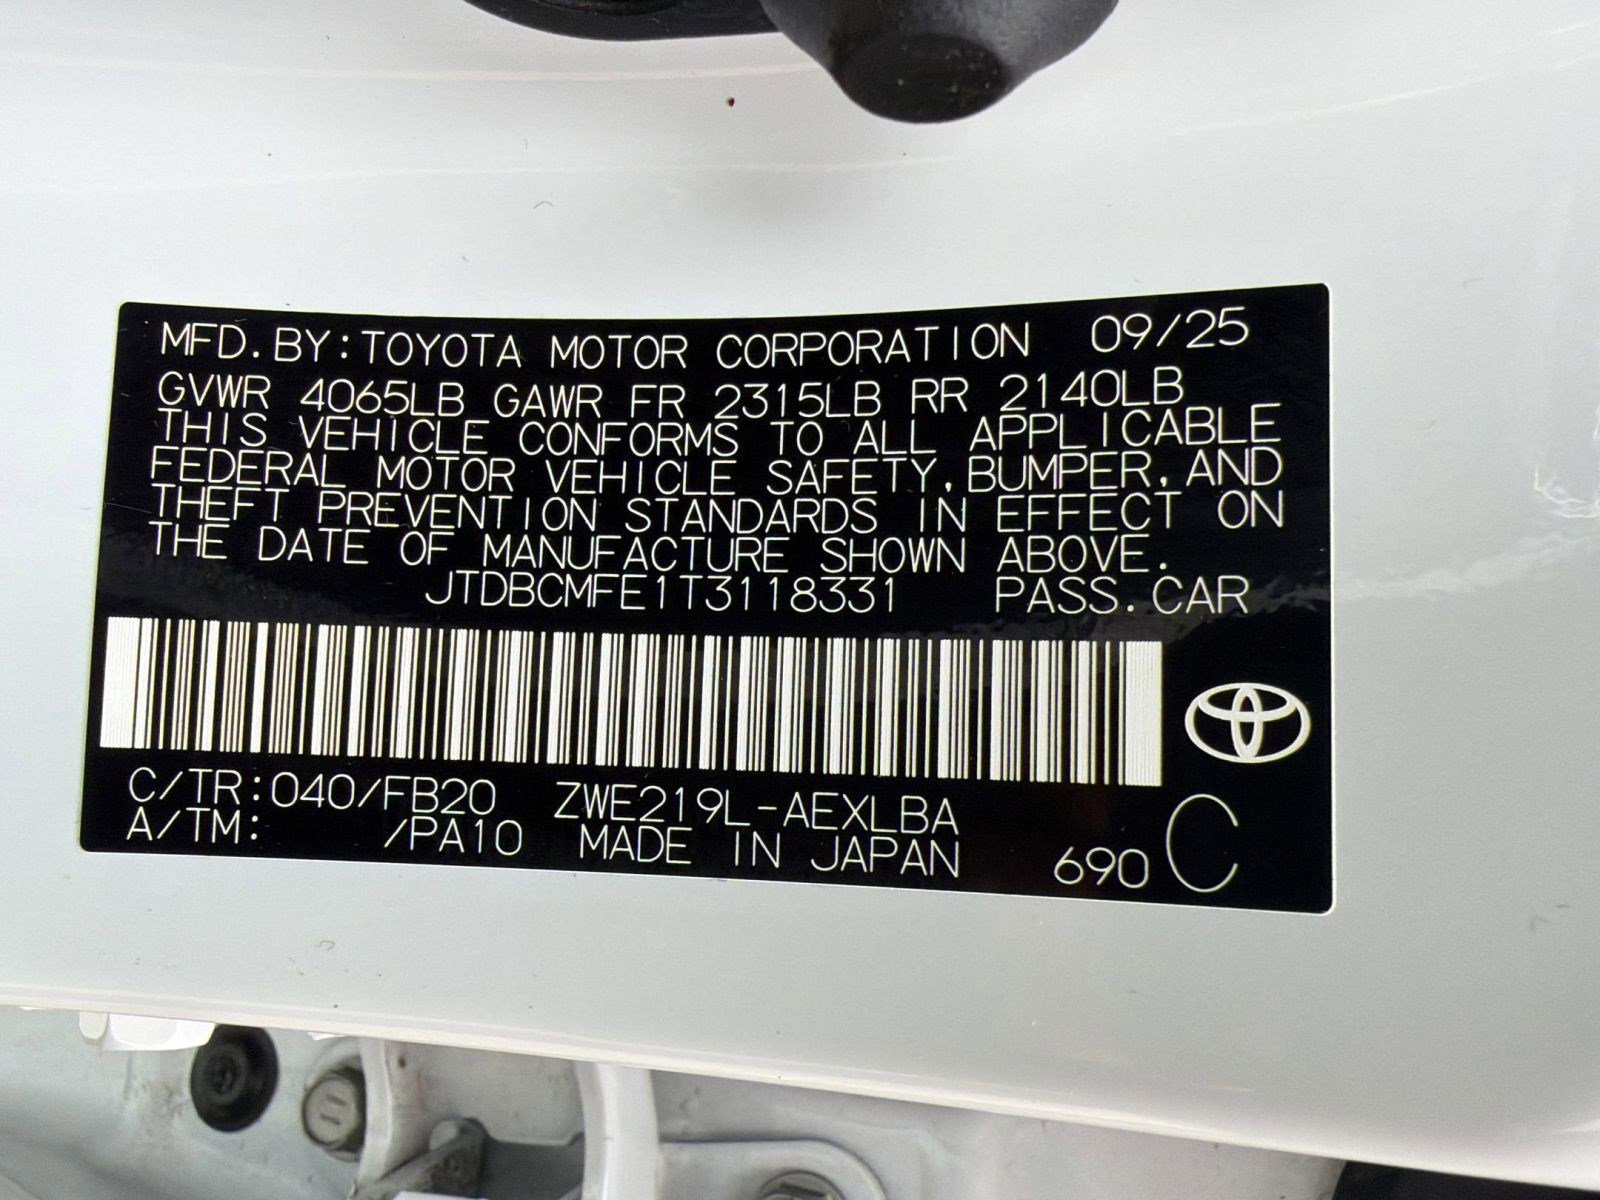 MFD. BY: TOYOTA MOTOR CORPORATION 09/25
GVWR 4065LB GAWR FR 2315LB RR 2140LB
THIS VEHICLE CONFORMS TO ALL APPLICABLE
FEDERAL MOTOR VEHICLE SAFETY, BUMPER, AND
THEFT PREVENTION STANDARDS IN EFFECT ON
THE DATE OF MANUFACTURE SHOWN ABOVE.
JTDBCMFE1T3118331 PASS. CAR
C/TR: 040/FB20 ZWE219L-AEXLBA C
A/TM: /PA10 MADE IN JAPAN 690